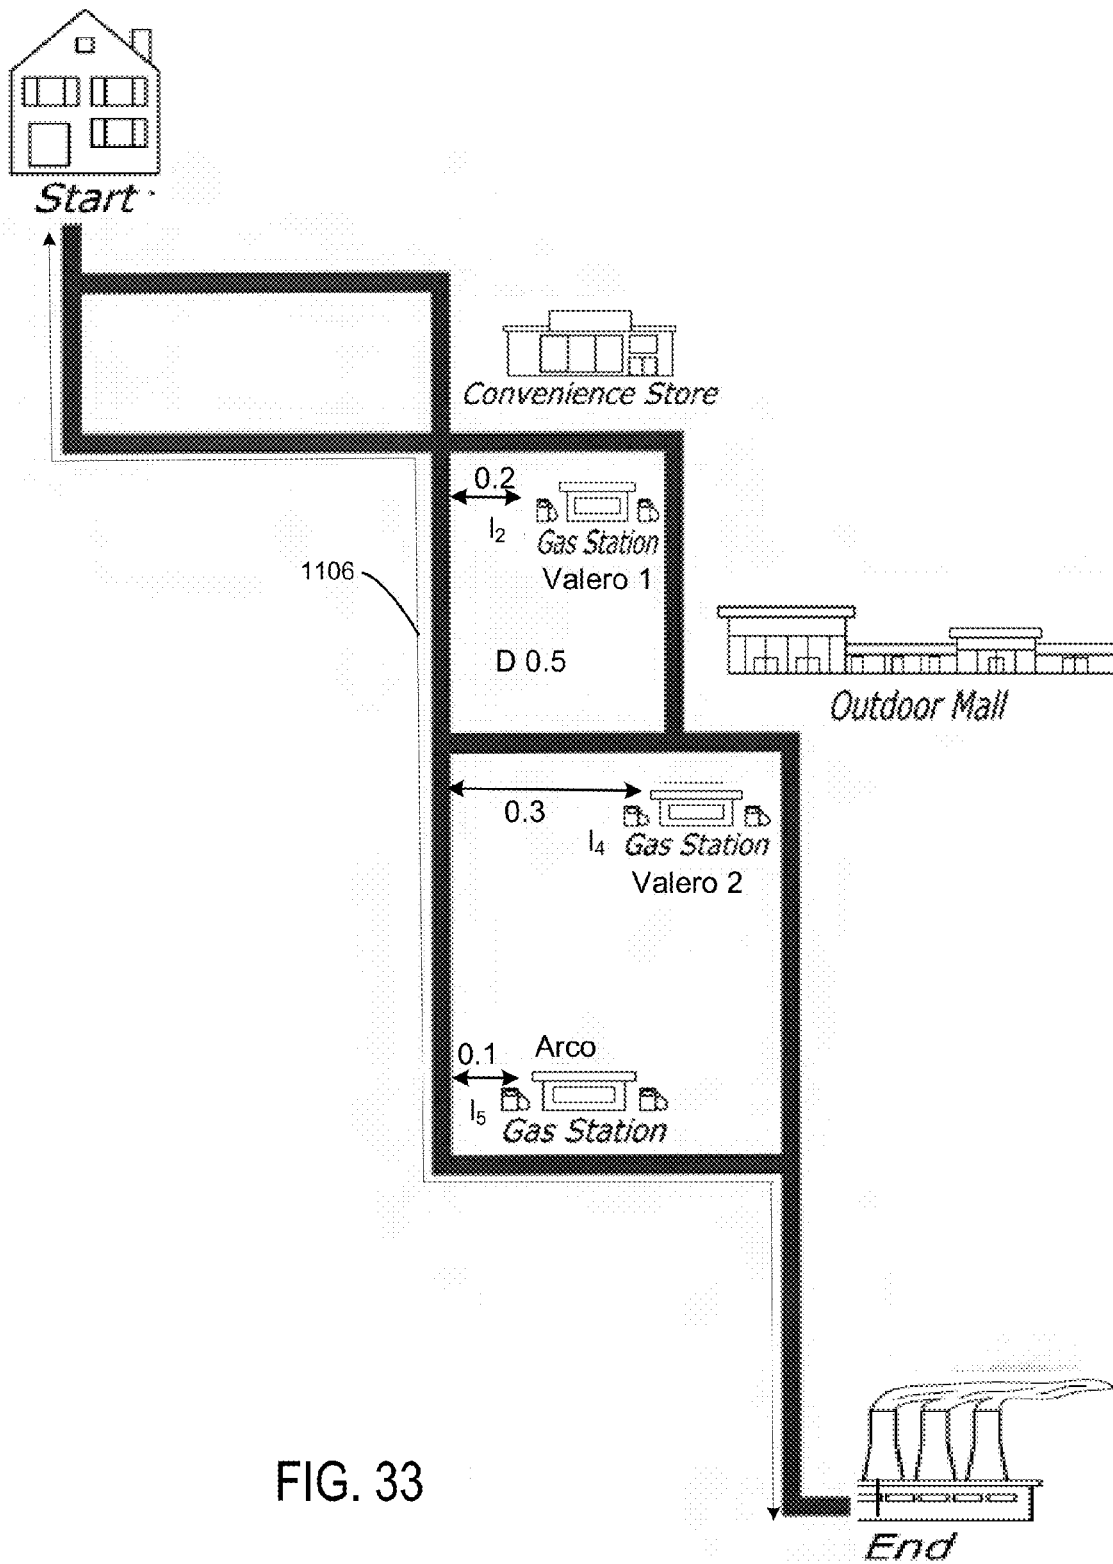 Start
Convenience Store
0.2
I2
Gas Station
Valero 1
1106
D 0.5
Outdoor Mall
0.3
I4
Gas Station
Valero 2
Arco
0.1
I5
Gas Station
FIG. 33
End